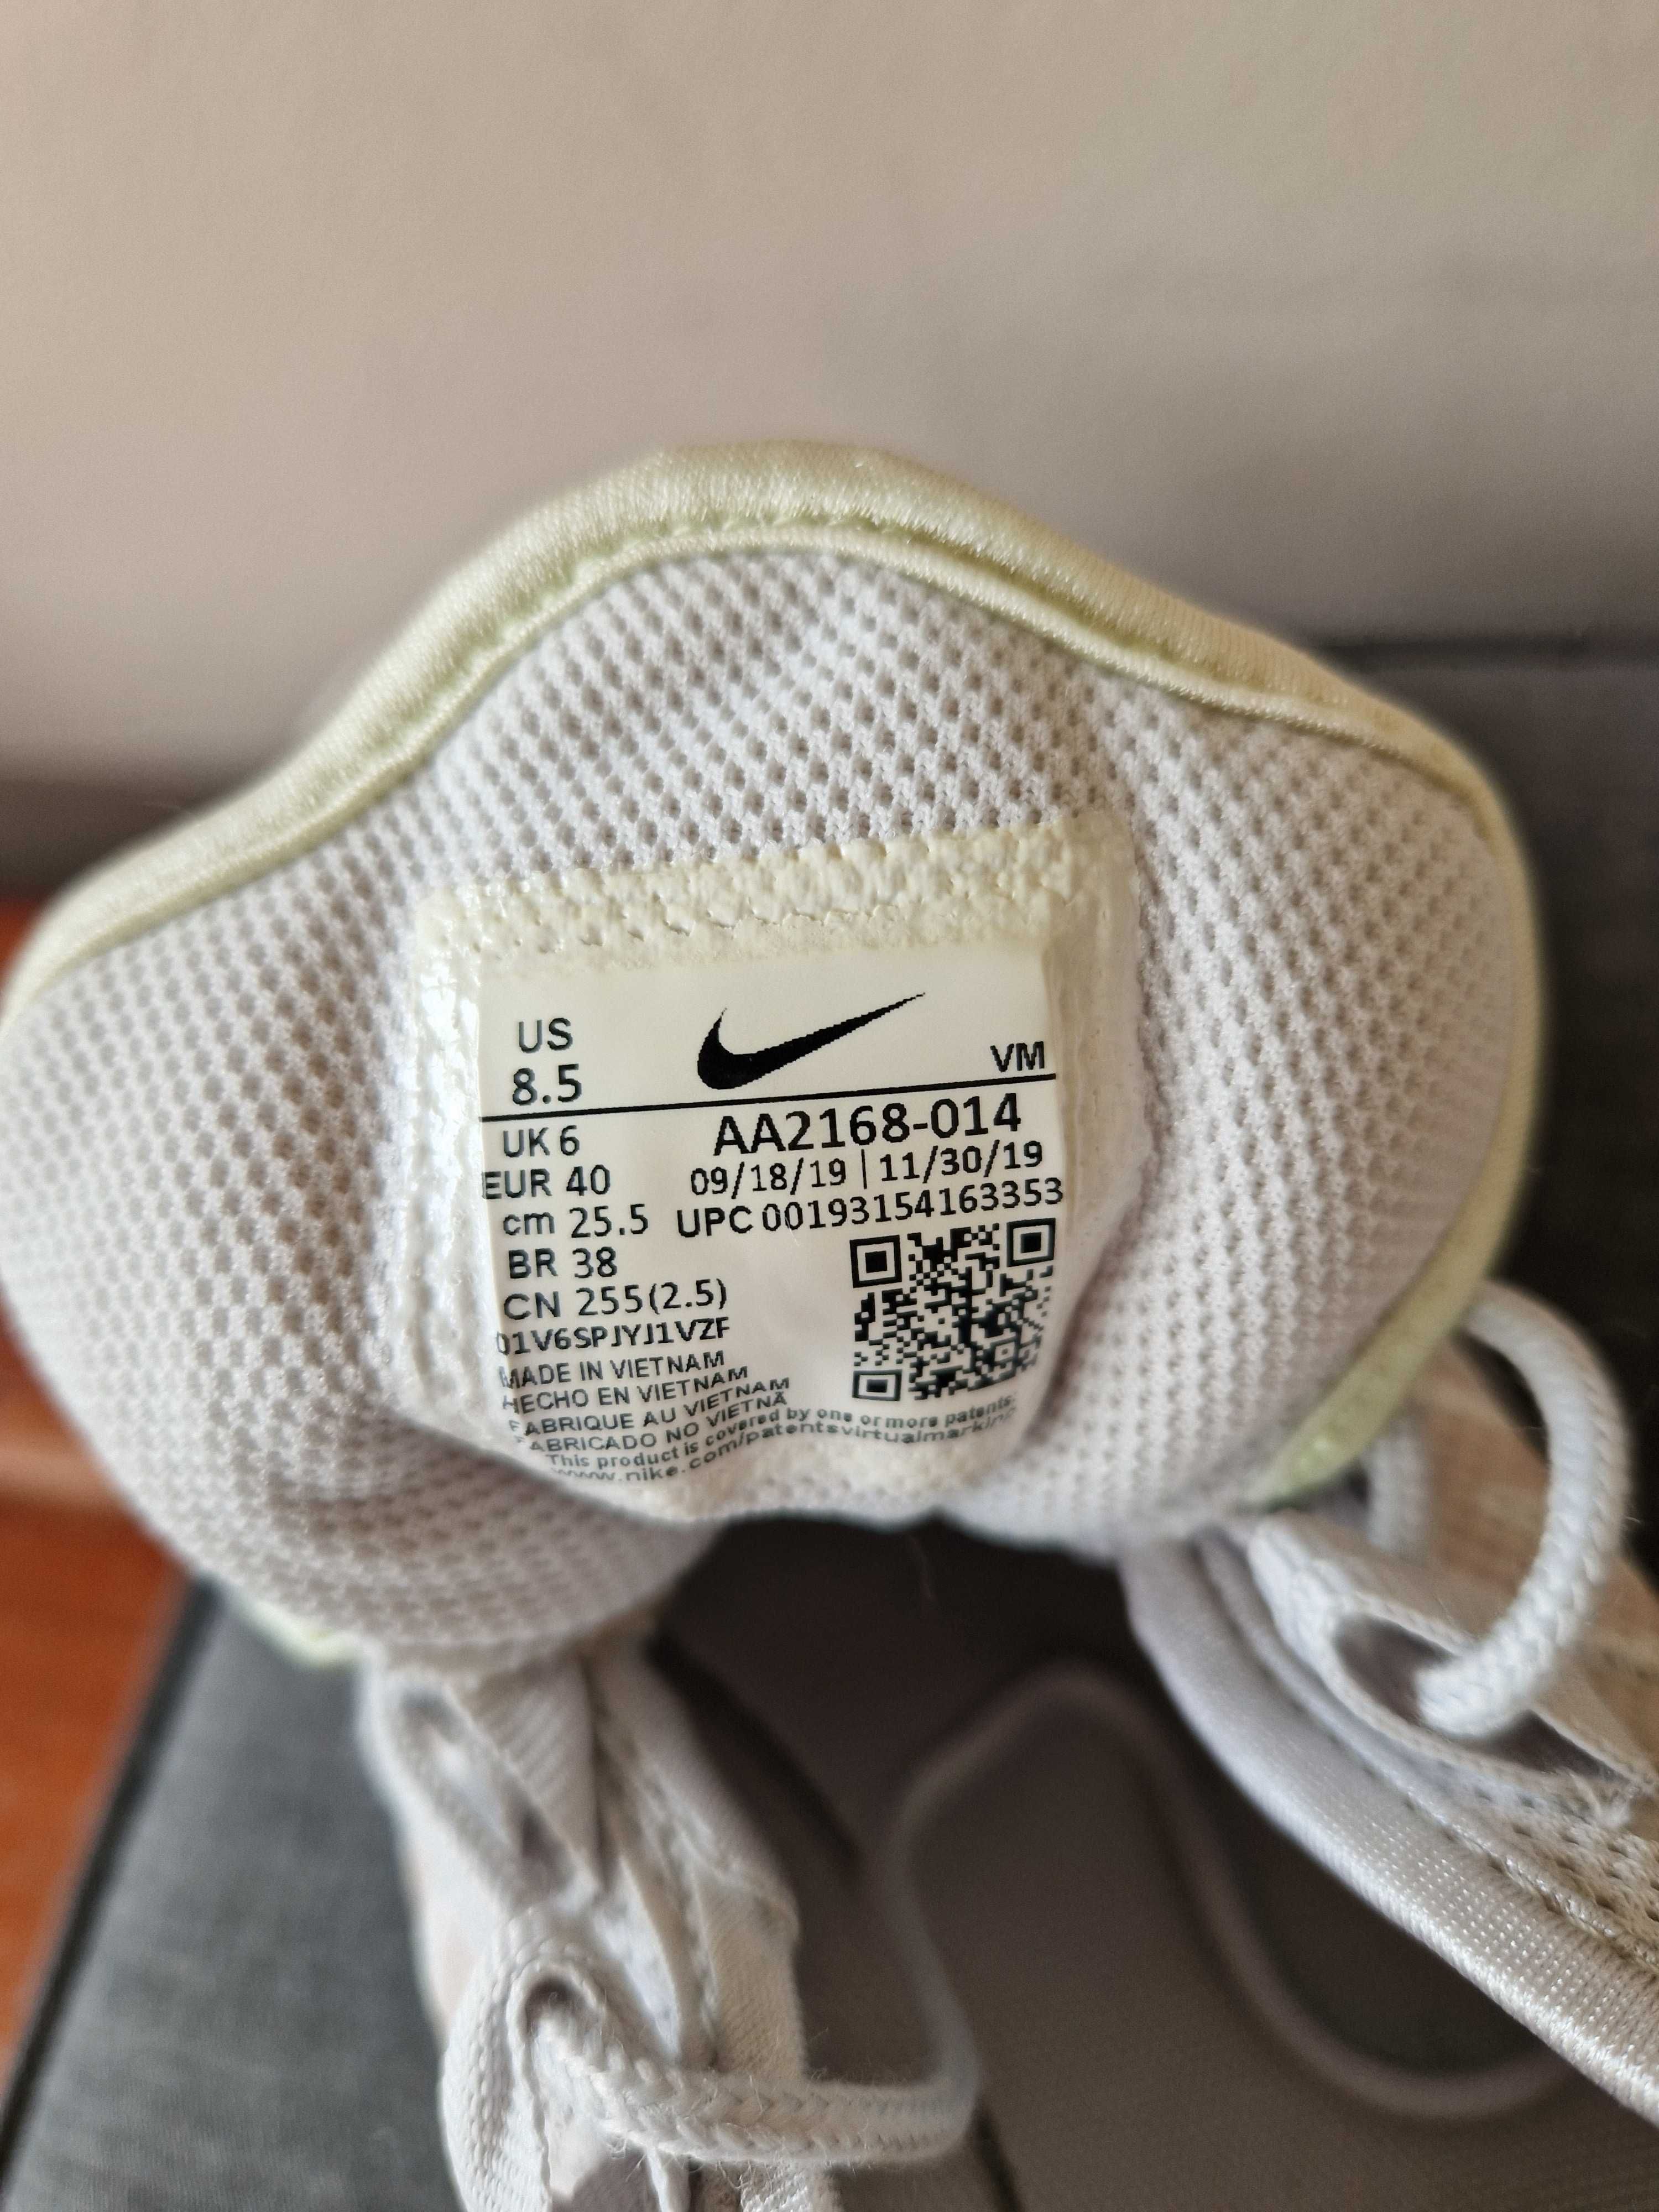 US
8.5
VM
UK 6
AA2168-014
EUR 40
09/18/19 | 11/30/19
cm 25.5
UPC 00193154163353
BR 38
CN 255(2.5)
01V6SPJYJ1VZF
MADE IN VIETNAM
HECHO EN VIETNAM
FABRIQUE AU VIETNAM
FABRICADO NO VIETNÃ
This product is covered by one or more patents.
www.nike.com/patentsvirtualmarking